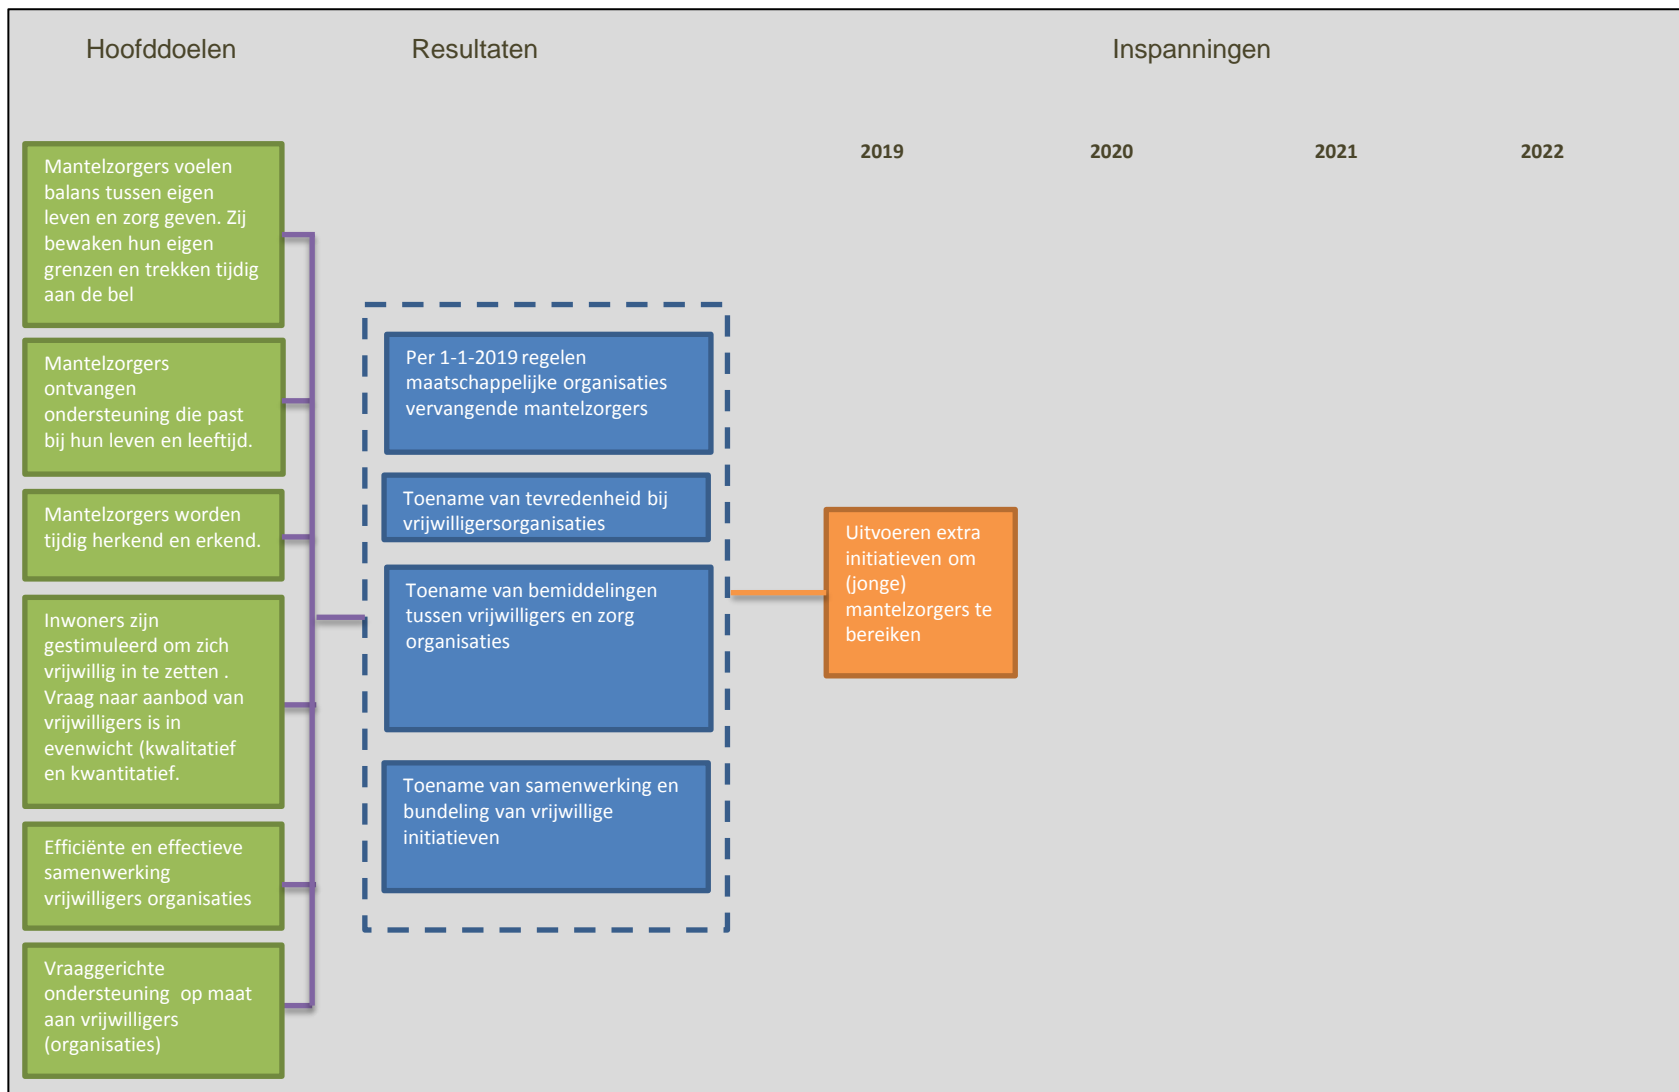 Hoofddoelen
Resultaten
Inspanningen
2019
2020
2021
2022
Mantelzorgers voelen
balans tussen eigen
leven en zorg geven. Zij
bewaken hun eigen
grenzen en trekken tijdig
aan de bel
Mantelzorgers
ontvangen
ondersteuning die past
bij hun leven en leeftijd.
Mantelzorgers worden
tijdig herkend en erkend.
Inwoners zijn
gestimuleerd om zich
vrijwillig in te zetten .
Vraag naar aanbod van
vrijwilligers is in
evenwicht (kwalitatief
en kwantitatief.
Efficiënte en effectieve
samenwerking
vrijwilligers organisaties
Vraaggerichte
ondersteuning  op maat
aan vrijwilligers
(organisaties)
Per 1-1-2019 regelen
maatschappelijke organisaties
vervangende mantelzorgers
Toename van tevredenheid bij
vrijwilligersorganisaties
Toename van bemiddelingen
tussen vrijwilligers en zorg
organisaties
Toename van samenwerking en
bundeling van vrijwillige
initiatieven
Uitvoeren extra
initiatieven om
(jonge)
mantelzorgers te
bereiken